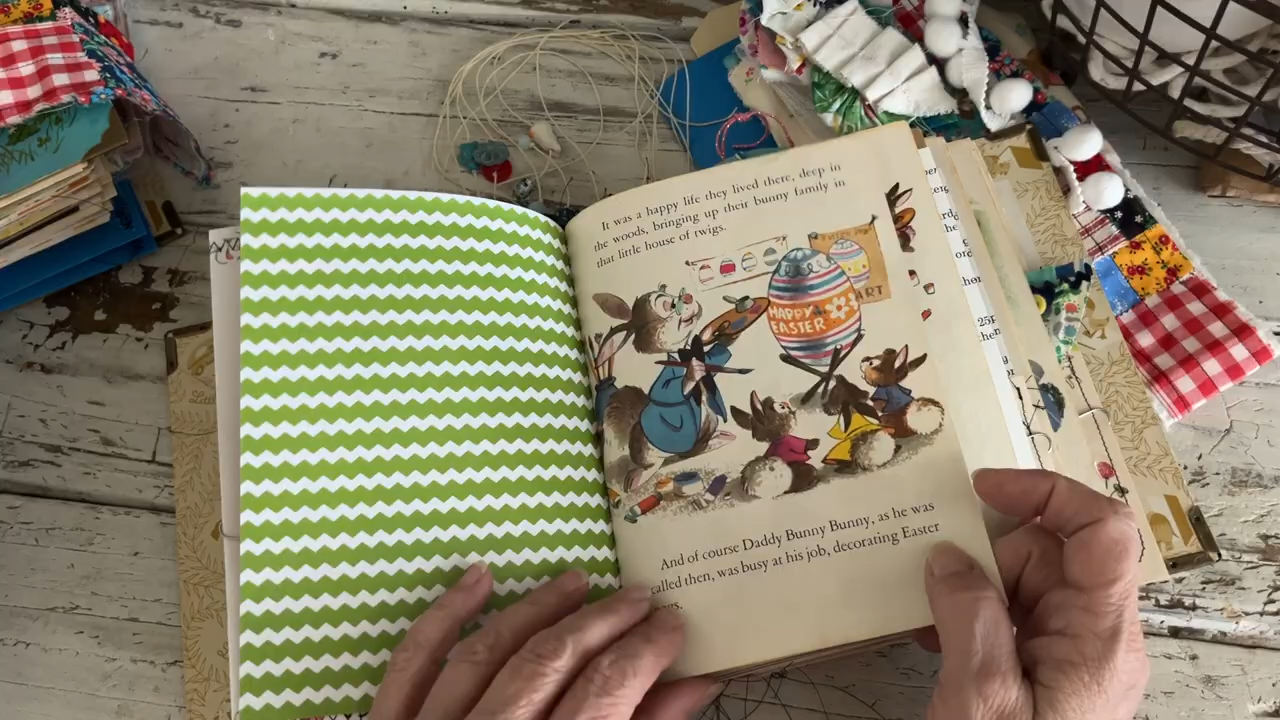 It was a happy life they lived there, deep in
the woods, bringing up their bunny family in
that little house of twigs.
HAPPY
EASTER
ART
And of course Daddy Bunny Bunny, as he was
called then, was busy at his job, decorating Easter
25¢